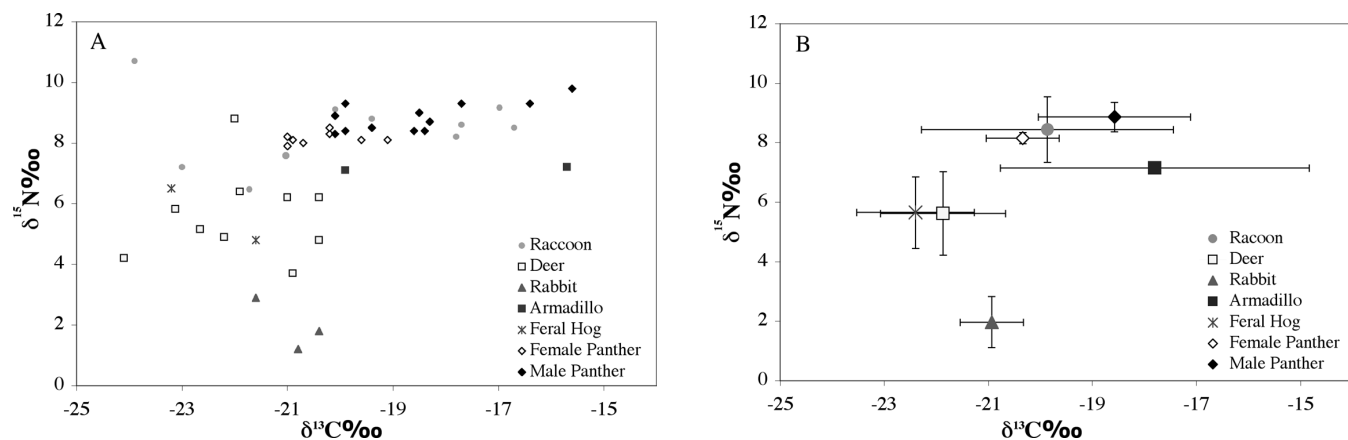 A
12
10
8
6
4
2
0
δ¹⁵N‰
-25
-23
-21
-19
-17
-15
δ¹³C‰
Raccoon
Deer
Rabbit
Armadillo
Feral Hog
Female Panther
Male Panther
B
12
10
8
6
4
2
0
δ¹⁵N‰
-25
-23
-21
-19
-17
-15
δ¹³C‰
Racoon
Deer
Rabbit
Armadillo
Feral Hog
Female Panther
Male Panther